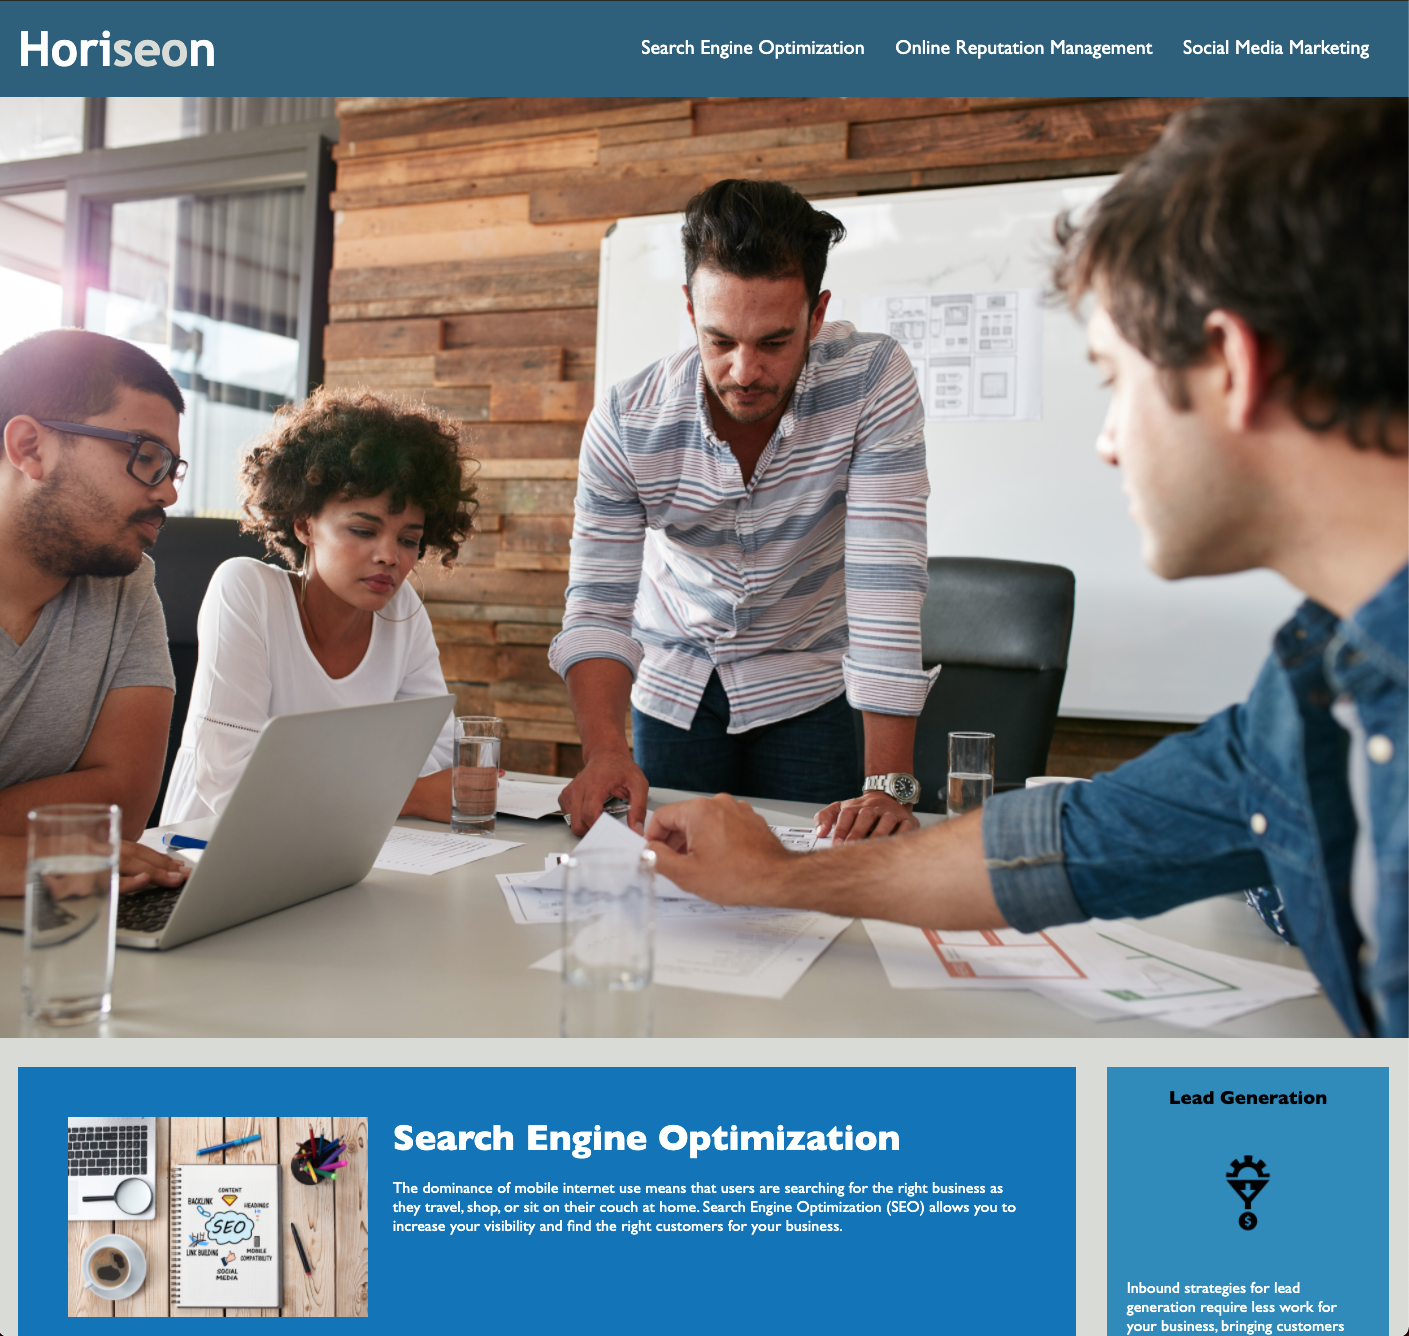 Horiseon
Search Engine Optimization
Online Reputation Management
Social Media Marketing
Search Engine Optimization
The dominance of mobile internet use means that users are searching for the right business as
they travel, shop, or sit on their couch at home. Search Engine Optimization (SEO) allows you to
increase your visibility and find the right customers for your business.
CONTENT
BACKLINK
HEADINGS
SEO
LINK BUILDING
MOBILE
COMPATIBILITY
SOCIAL
MEDIA
Lead Generation
$
Inbound strategies for lead
generation require less work for
your business, bringing customers